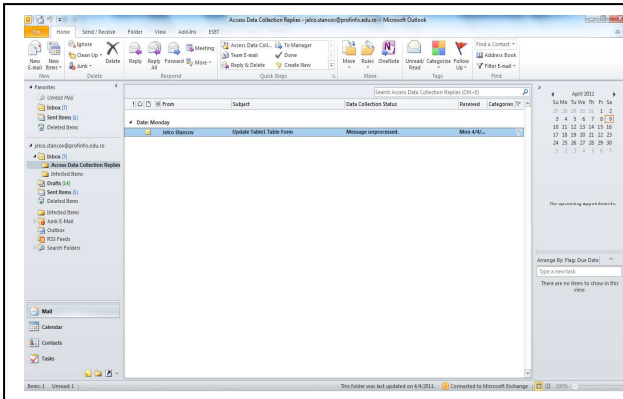 Access Data Collection Replies - jelco.stancov@profinfo.edu.ro - Microsoft Outlook
File Home Send / Receive Folder View Add-Ins ESET
New E-mail
New Items
Ignore
Clean Up
Junk
Delete
Reply
Reply All
Forward
Meeting
More
Access Data Coll...
Team E-mail
Reply & Delete
To Manager
Done
Create New
Move
Rules
OneNote
Unread/ Read
Categorize
Follow Up
Find a Contact
Address Book
Filter E-mail
New Delete Respond Quick Steps Move Tags Find
Favorites
Unread Mail
Inbox (7)
Sent Items (1)
Deleted Items
jelco.stancov@profinfo.edu.ro
Inbox (7)
Access Data Collection Replies
Infected Items
Drafts [14]
Sent Items (1)
Deleted Items
Infected Items
Junk E-Mail
Outbox
RSS Feeds
Search Folders
Mail
Calendar
Contacts
Tasks
Search Access Data Collection Replies (Ctrl+E)
From Subject Data Collection Status Received Categories
Date: Monday
Jelco Stancov Update Table1 Table Form Message unprocessed. Mon 4/4/...
April 2011
Su Mo Tu We Th Fr Sa
27 28 29 30 31 1 2
3 4 5 6 7 8 9
10 11 12 13 14 15 16
17 18 19 20 21 22 23
24 25 26 27 28 29 30
1 2 3 4 5 6 7
No upcoming appointments.
Arrange By: Flag: Due Date
Type a new task
There are no items to show in this view.
Items: 1 Unread: 1
This folder was last updated on 4/4/2011.
Connected to Microsoft Exchange
100%